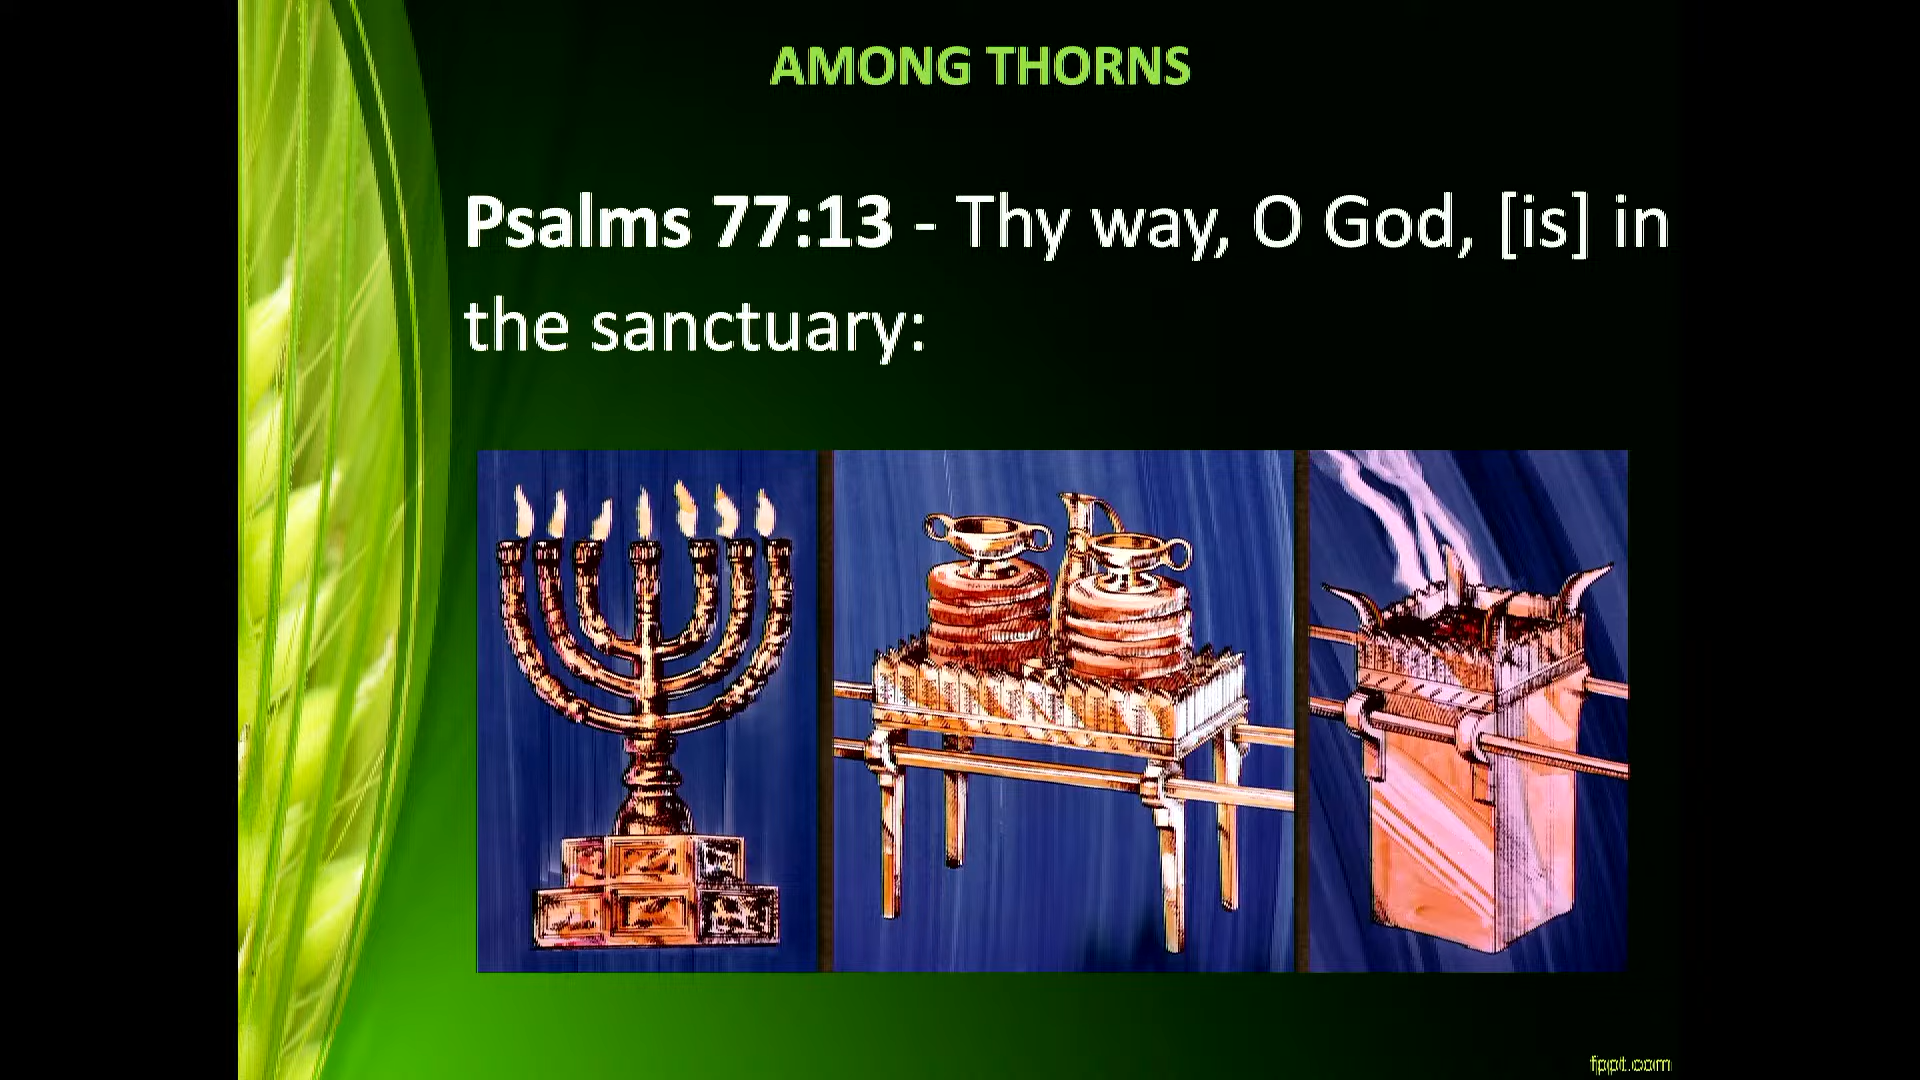 AMONG THORNS
Psalms 77:13 - Thy way, O God, [is] in
the sanctuary:
fppt.com